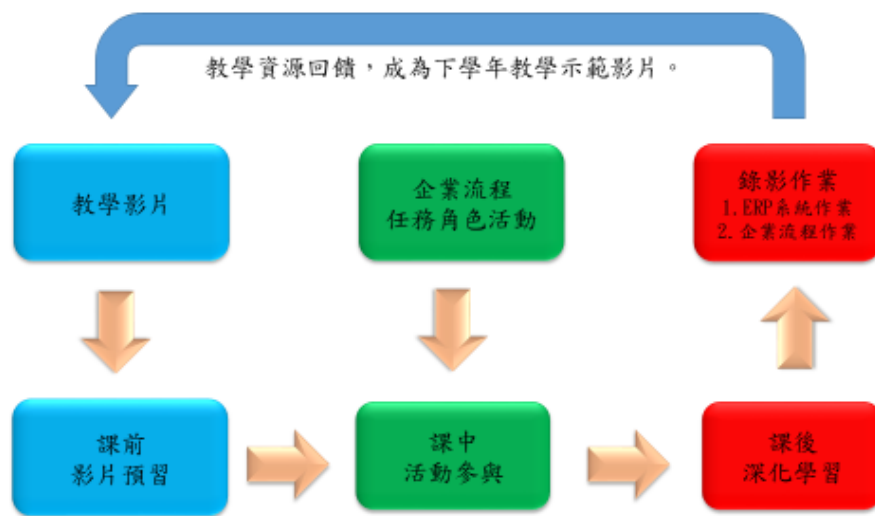 教學資源回饋，成為下學年教學示範影片。
教學影片
企業流程
任務角色活動
錄影作業
1.ERP系統作業
2.企業流程作業
課前
影片預習
課中
活動參與
課後
深化學習